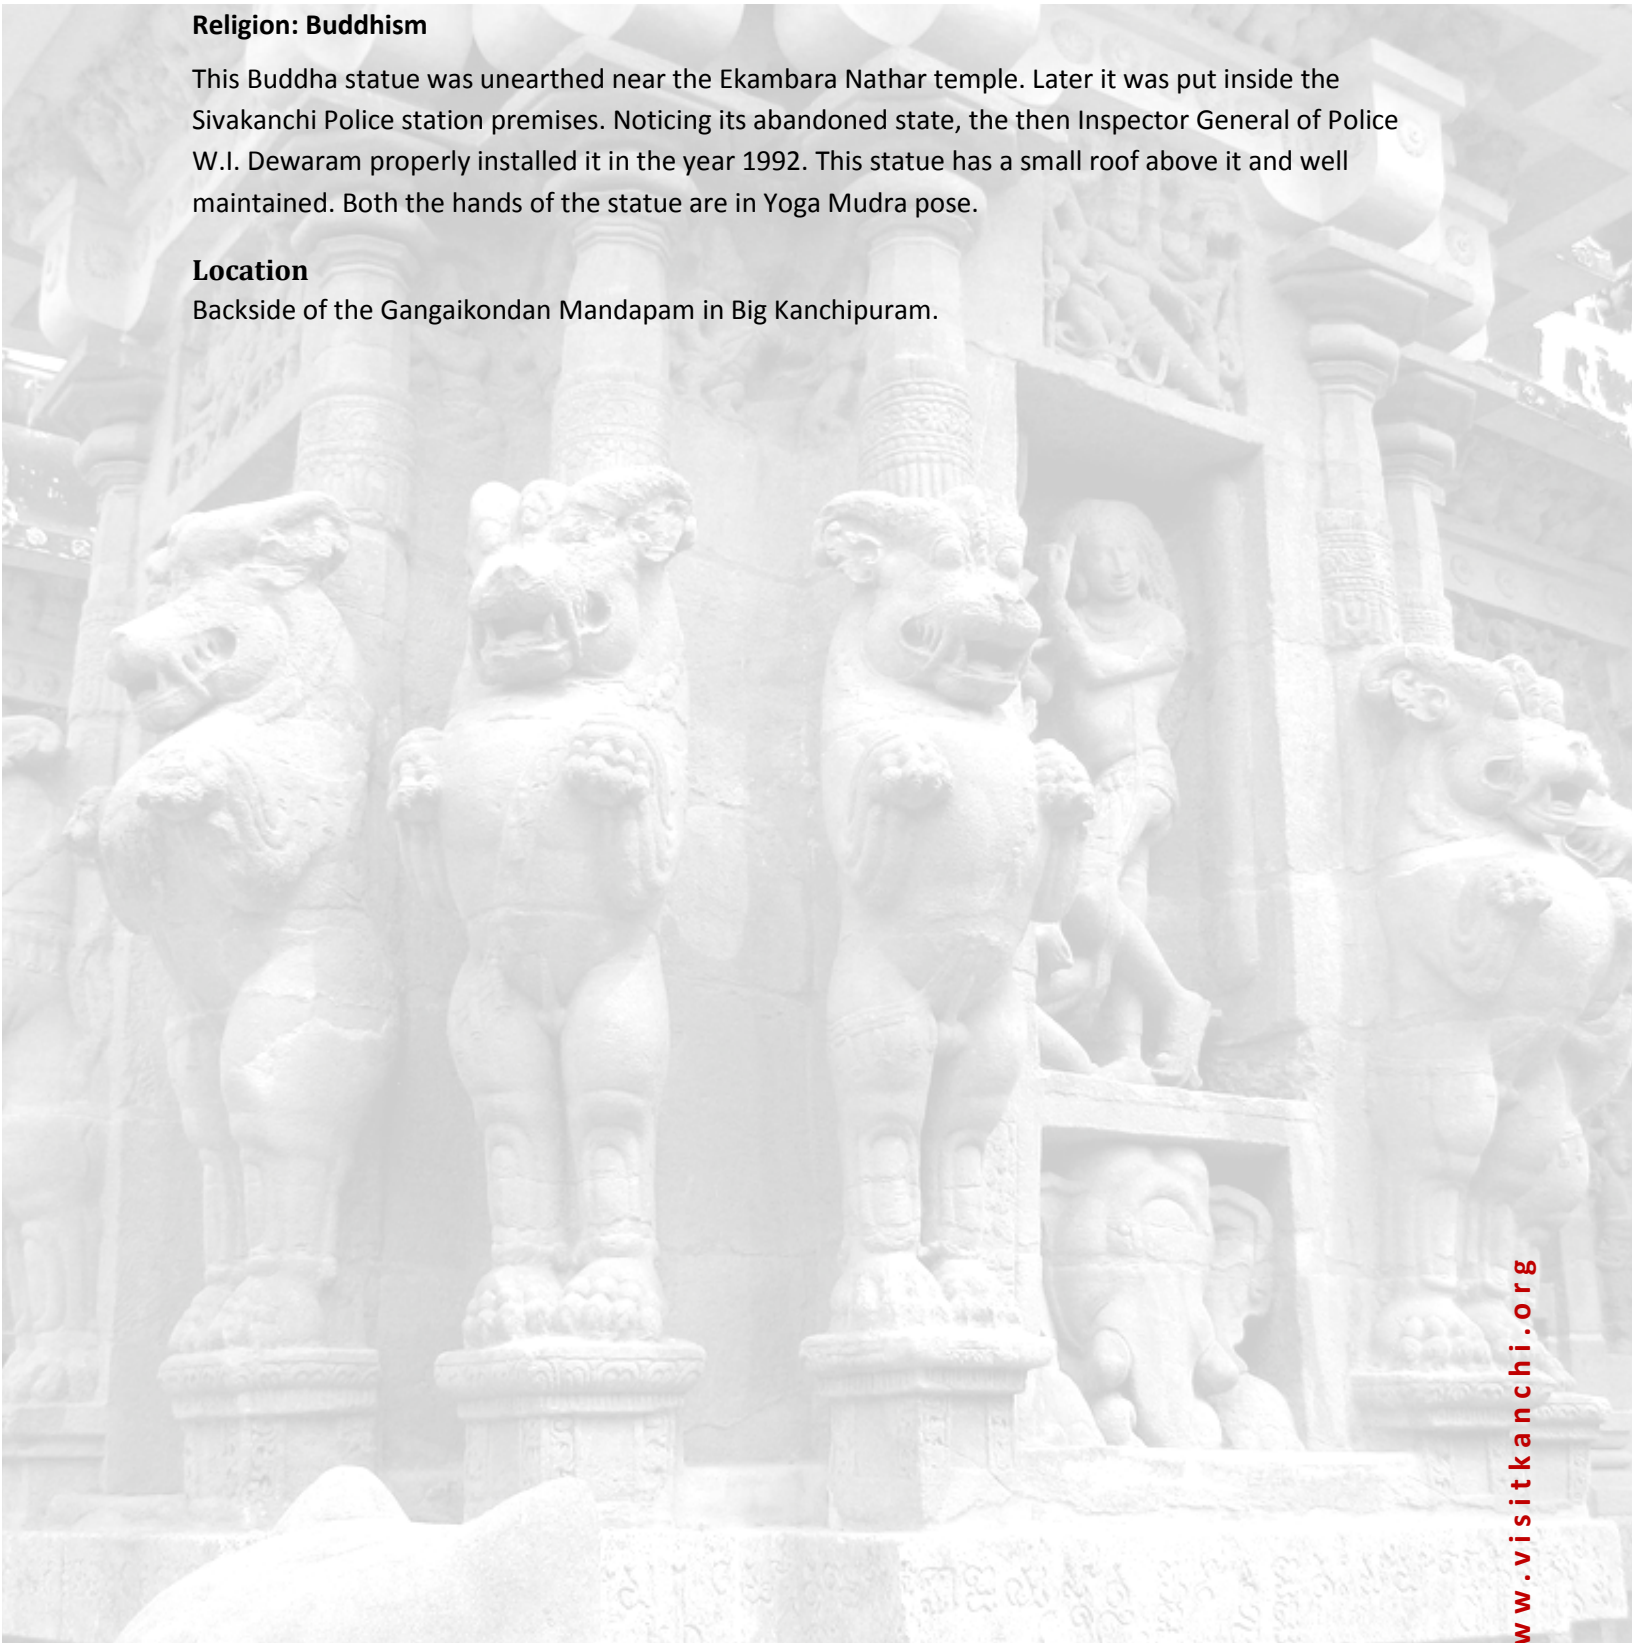 Religion: Buddhism
This Buddha statue was unearthed near the Ekambara Nathar temple. Later it was put inside the
Sivakanchi Police station premises. Noticing its abandoned state, the then Inspector General of Police
W.I. Dewaram properly installed it in the year 1992. This statue has a small roof above it and well
maintained. Both the hands of the statue are in Yoga Mudra pose.
Location
Backside of the Gangaikondan Mandapam in Big Kanchipuram.
w w . v i s i t k a n c h i . o r g